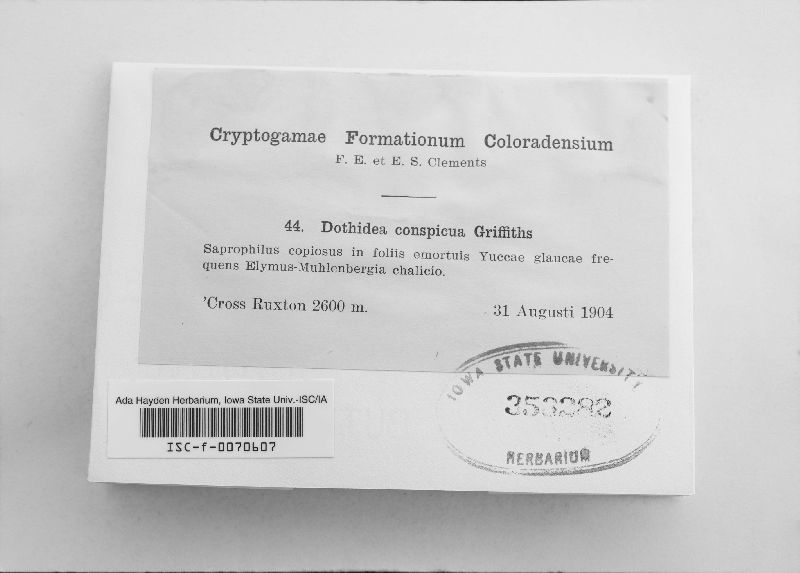 Cryptogamae Formationum Coloradensium
F. E. et E. S. Clements
44. Dothidea conspicua Griffiths
Saprophilus copiosus in foliis emortuis Yuccae glaucae fre-
quens Elymus-Muhlenbergia chalicio.
'Cross Ruxton 2600 m. 31 Augusti 1904
IOWA STATE UNIVERSITY
353282
HERBARIUM
Ada Hayden Herbarium, Iowa State Univ.-ISC/IA
ISC-f-0070607